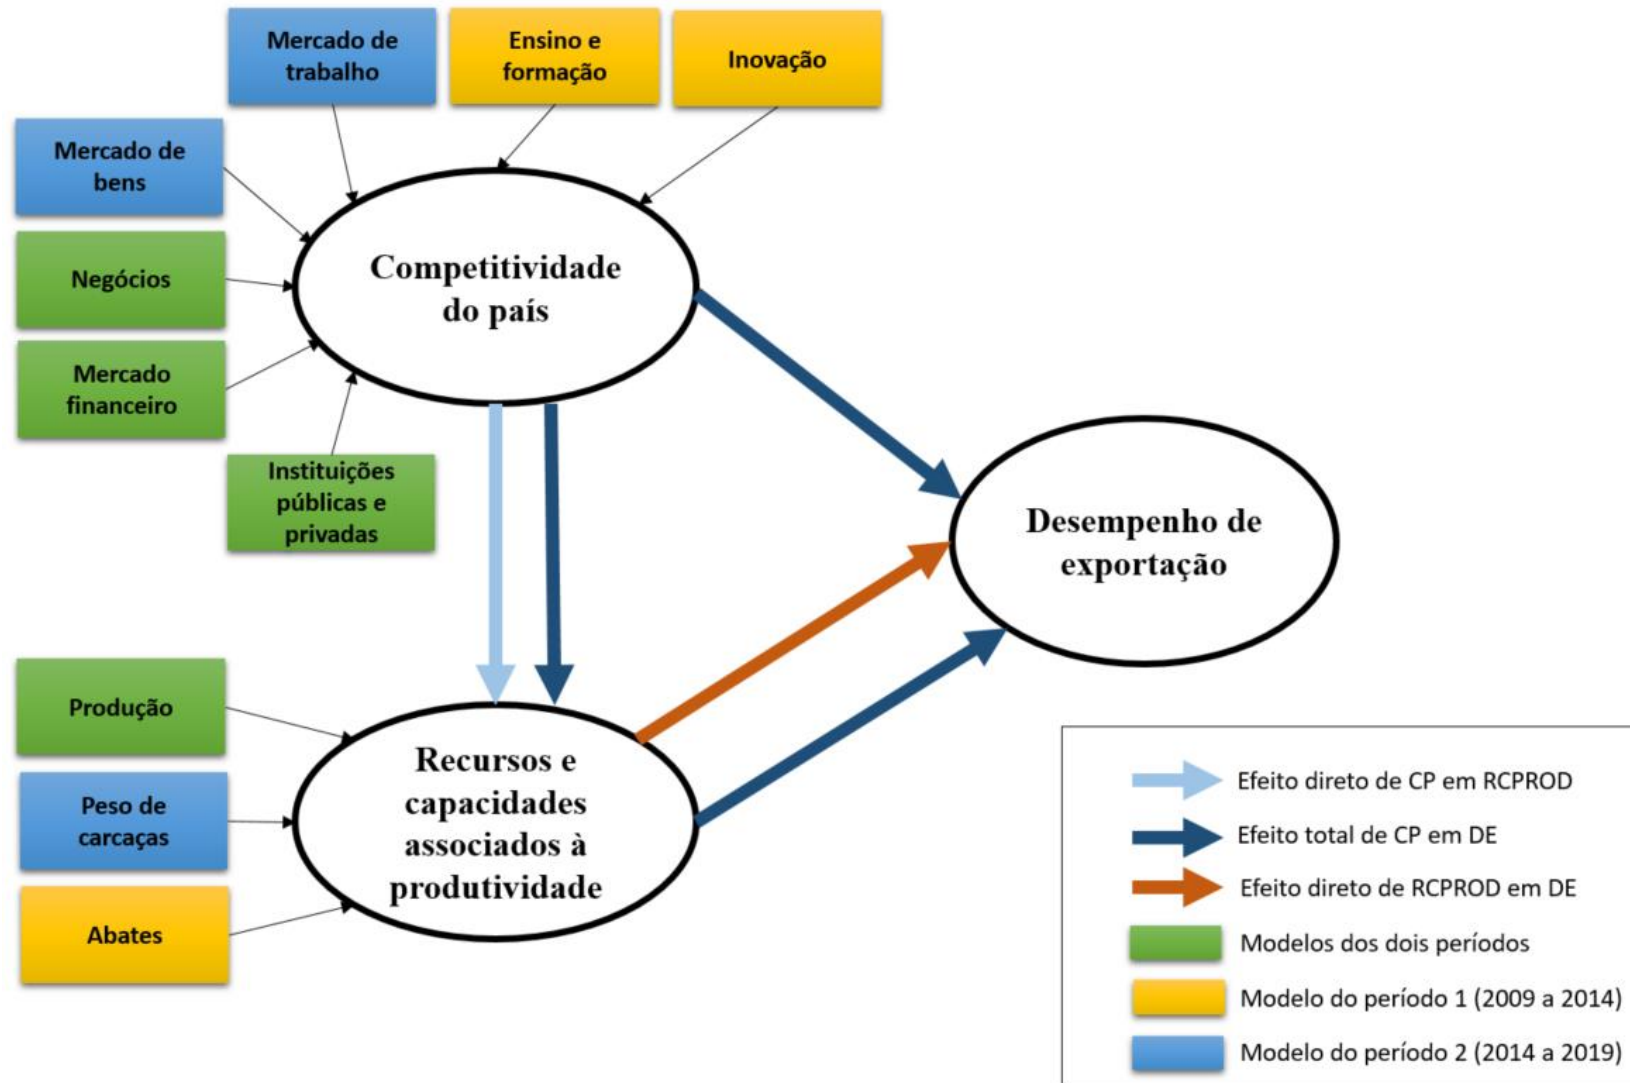 Mercado de
trabalho
Ensino e
formação
Inovação
Mercado de
bens
Negócios
Mercado
financeiro
Instituições
públicas e
privadas
Competitividade
do país
Desempenho de
exportação
Produção
Peso de
carcaças
Abates
Recursos e
capacidades
associados à
produtividade
Efeito direto de CP em RCPROD
Efeito total de CP em DE
Efeito direto de RCPROD em DE
Modelos dos dois períodos
Modelo do período 1 (2009 a 2014)
Modelo do período 2 (2014 a 2019)